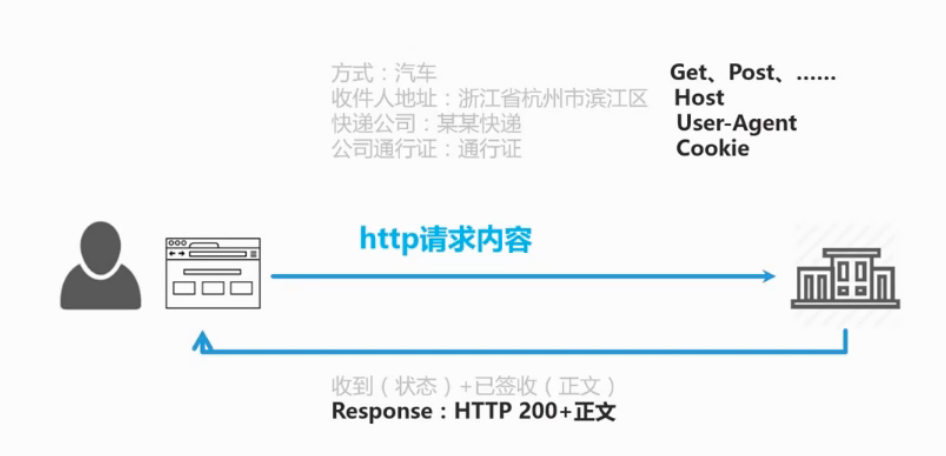 方式：汽车 Get、Post、……
收件人地址：浙江省杭州市滨江区 Host
快递公司：某某快递 User-Agent
公司通行证：通行证 Cookie
http请求内容
收到（状态）+已签收（正文）
Response：HTTP 200+正文